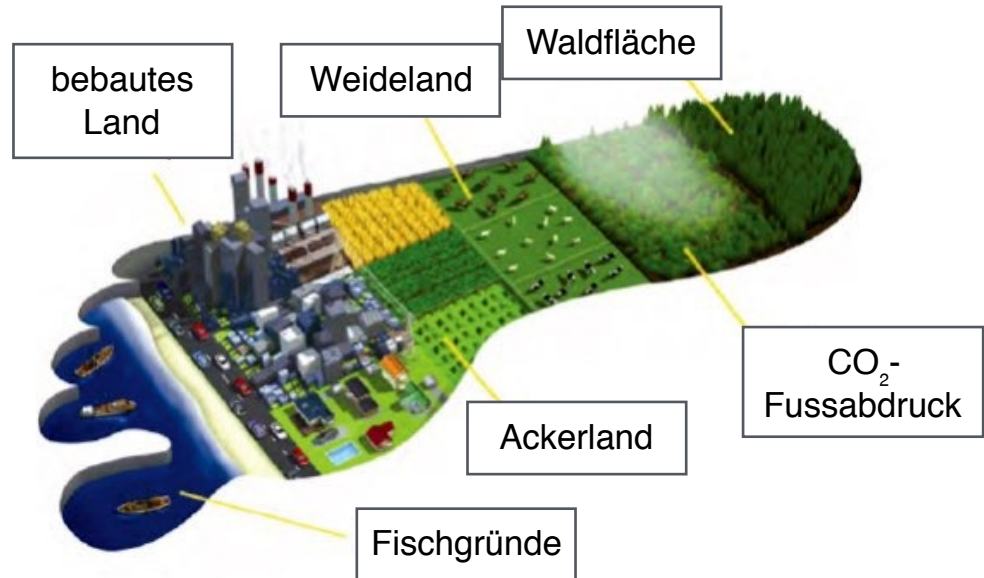 Waldfläche
bebautes
Land
Weideland
CO₂-
Fussabdruck
Ackerland
Fischgründe